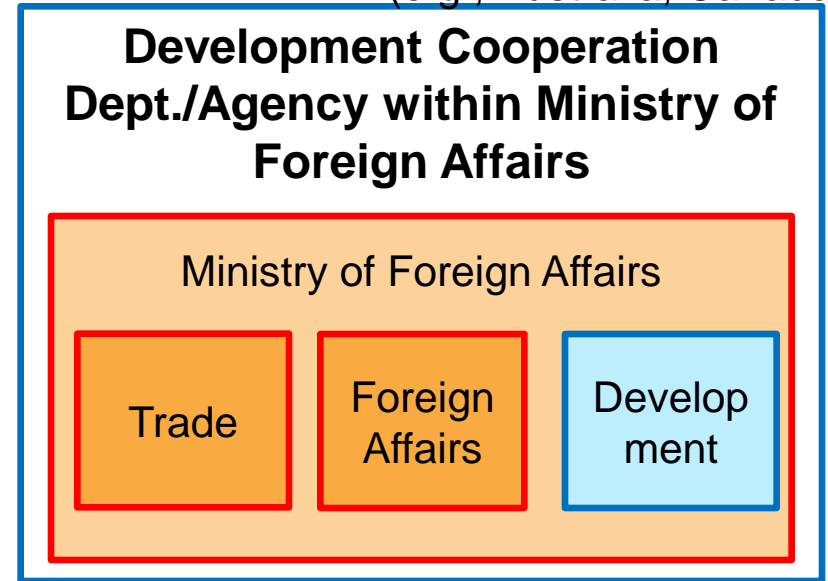 Development Cooperation
Dept./Agency within Ministry of
Foreign Affairs
Ministry of Foreign Affairs
Trade
Foreign
Affairs
Develop
ment